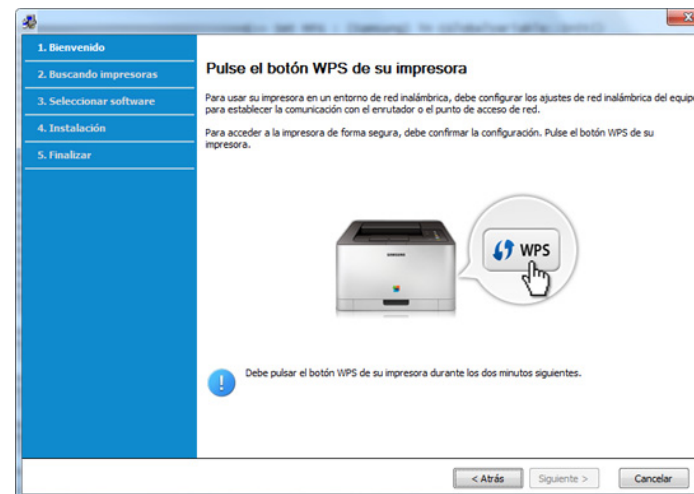 1. Bienvenido
2. Buscando impresoras
3. Seleccionar software
4. Instalación
5. Finalizar
Pulse el botón WPS de su impresora
Para usar su impresora en un entorno de red inalámbrica, debe configurar los ajustes de red inalámbrica del equipo
para establecer la comunicación con el enrutador o el punto de acceso de red.
Para acceder a la impresora de forma segura, debe confirmar la configuración. Pulse el botón WPS de su
impresora.
SAMSUNG
WPS
Debe pulsar el botón WPS de su impresora durante los dos minutos siguientes.
< Atrás
Siguiente >
Cancelar